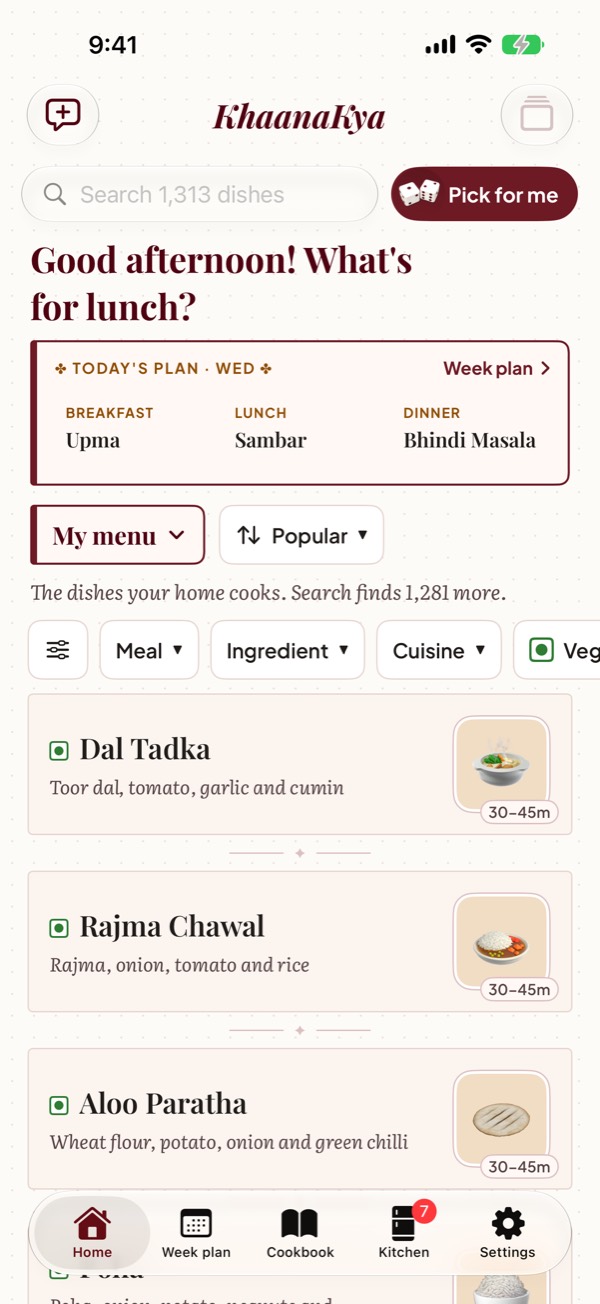 9:41
KhaanaKya
Search 1,313 dishes
Pick for me
Good afternoon! What's
for lunch?
✤ TODAY'S PLAN · WED ✤
Week plan
BREAKFAST LUNCH DINNER
Upma Sambar Bhindi Masala
My menu
Popular
The dishes your home cooks. Search finds 1,281 more.
Meal Ingredient Cuisine Veg
Dal Tadka
Toor dal, tomato, garlic and cumin
30–45m
Rajma Chawal
Rajma, onion, tomato and rice
30–45m
Aloo Paratha
Wheat flour, potato, onion and green chilli
30–45m
7
Home Week plan Cookbook Kitchen Settings